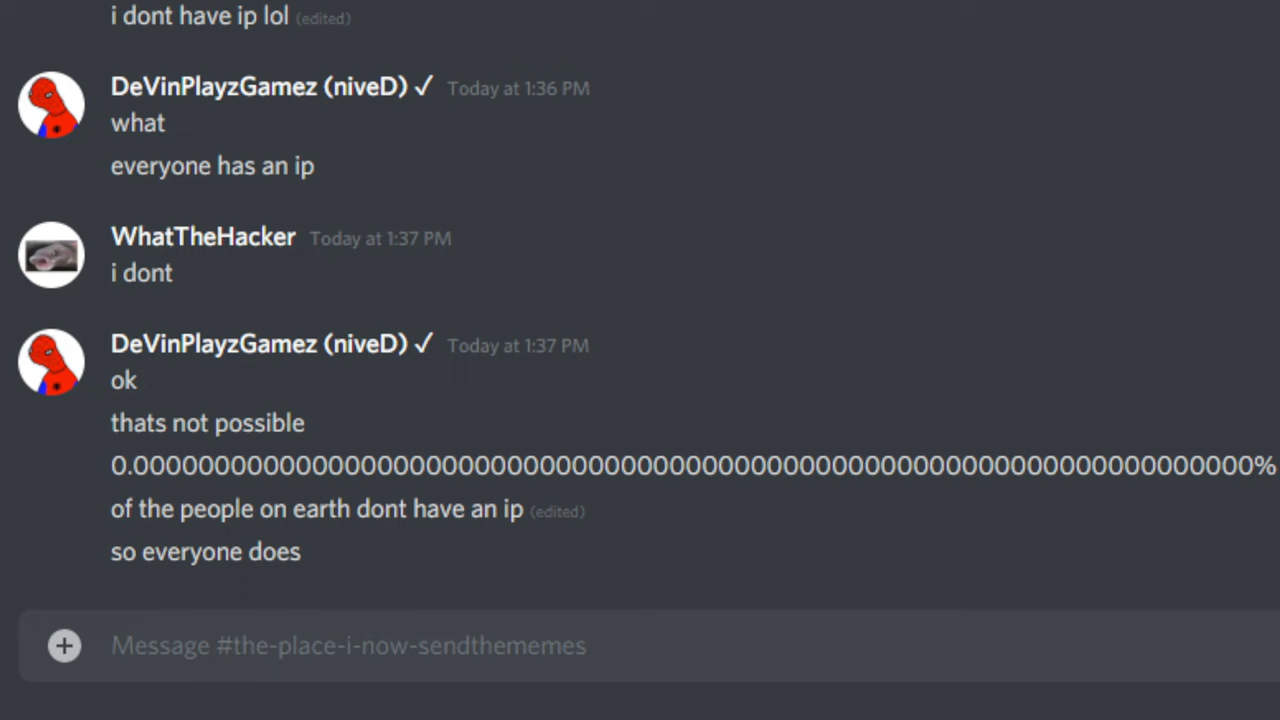 i dont have ip lol (edited)
DeVinPlayzGamez (niveD) ✓ Today at 1:36 PM
what
everyone has an ip
WhatTheHacker Today at 1:37 PM
i dont
DeVinPlayzGamez (niveD) ✓ Today at 1:37 PM
ok
thats not possible
0.00000000000000000000000000000000000000000000000000000000000000000000%
of the people on earth dont have an ip (edited)
so everyone does
Message #the-place-i-now-sendthememes